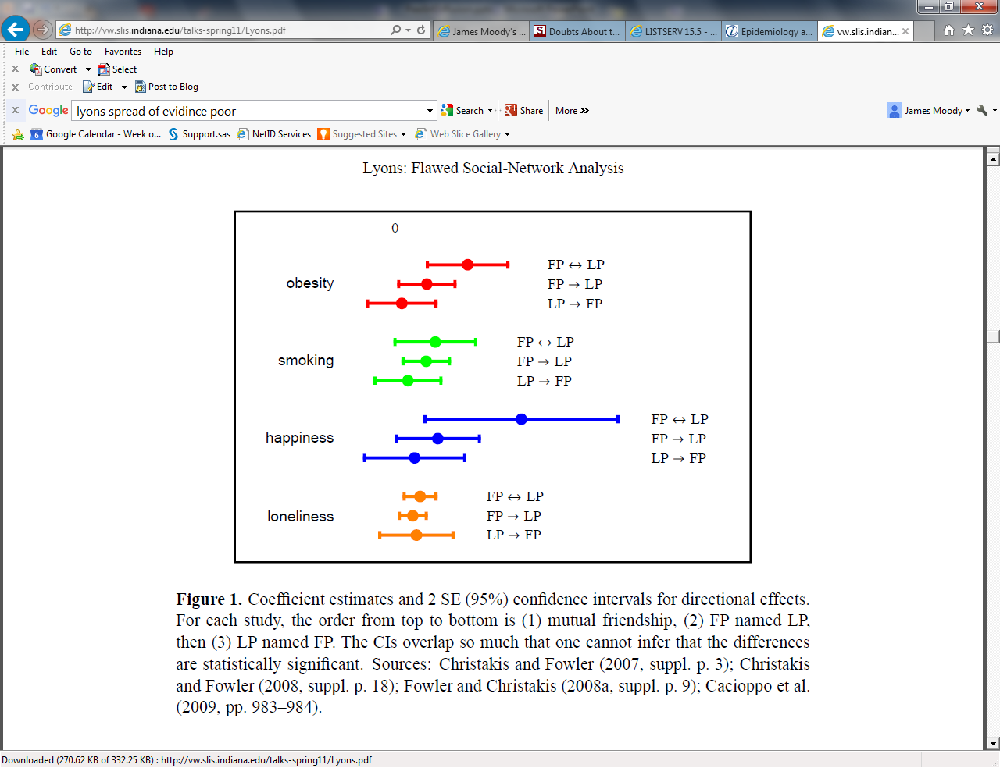 http://vw.slis.indiana.edu/talks-spring11/Lyons.pdf
James Moody's ...
Doubts About t...
LISTSERV 15.5 - ...
Epidemiology a...
vw.slis.indian...
File Edit Go to Favorites Help
x Convert Select
x Contribute Edit Post to Blog
x Google lyons spread of evidince poor Search Share More » James Moody
6 Google Calendar - Week o... Support.sas NetID Services Suggested Sites Web Slice Gallery
Lyons: Flawed Social-Network Analysis
0
obesity
FP ↔ LP
FP → LP
LP → FP
smoking
FP ↔ LP
FP → LP
LP → FP
happiness
FP ↔ LP
FP → LP
LP → FP
loneliness
FP ↔ LP
FP → LP
LP → FP
Figure 1. Coefficient estimates and 2 SE (95%) confidence intervals for directional effects.
For each study, the order from top to bottom is (1) mutual friendship, (2) FP named LP,
then (3) LP named FP. The CIs overlap so much that one cannot infer that the differences
are statistically significant. Sources: Christakis and Fowler (2007, suppl. p. 3); Christakis
and Fowler (2008, suppl. p. 18); Fowler and Christakis (2008a, suppl. p. 9); Cacioppo et al.
(2009, pp. 983–984).
Downloaded (270.62 KB of 332.25 KB) : http://vw.slis.indiana.edu/talks-spring11/Lyons.pdf